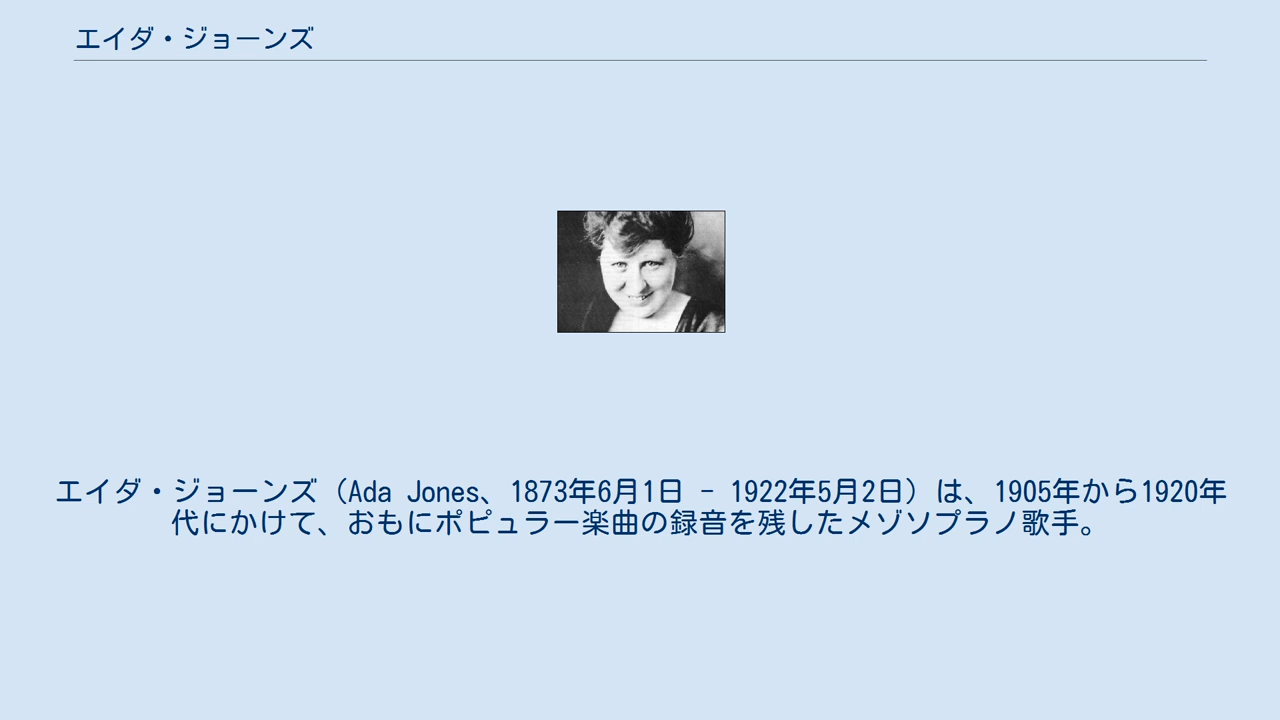 エイダ・ジョーンズ
エイダ・ジョーンズ（Ada Jones、1873年6月1日 - 1922年5月2日）は、1905年から1920年
代にかけて、おもにポピュラー楽曲の録音を残したメゾソプラノ歌手。